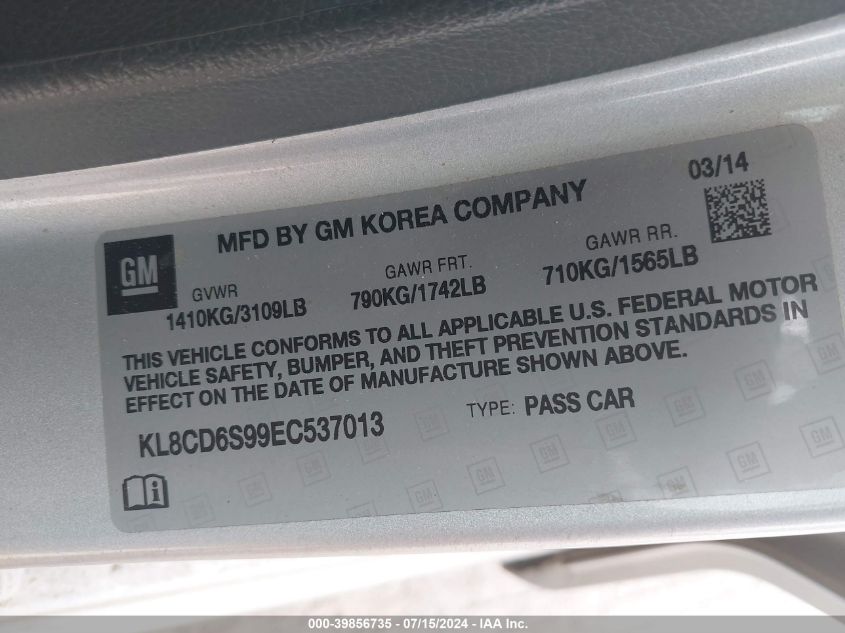 03/14
MFD BY GM KOREA COMPANY
GM
GVWR GAWR FRT. GAWR RR.
1410KG/3109LB 790KG/1742LB 710KG/1565LB
THIS VEHICLE CONFORMS TO ALL APPLICABLE U.S. FEDERAL MOTOR
VEHICLE SAFETY, BUMPER, AND THEFT PREVENTION STANDARDS IN
EFFECT ON THE DATE OF MANUFACTURE SHOWN ABOVE.
KL8CD6S99EC537013 TYPE: PASS CAR
000-39856735 - 07/15/2024 - IAA Inc.